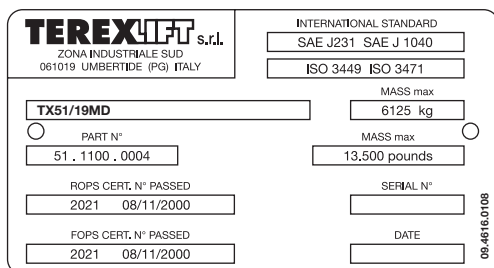 TEREXLIFT s.r.l.
ZONA INDUSTRIALE SUD
061019 UMBERTIDE (PG) ITALY
INTERNATIONAL STANDARD
SAE J231 SAE J 1040
ISO 3449 ISO 3471
MASS max
TX51/19MD
6125 kg
PART N°
MASS max
51 . 1100 . 0004
13.500 pounds
ROPS CERT. N° PASSED
SERIAL N°
2021 08/11/2000
FOPS CERT. N° PASSED
DATE
2021 08/11/2000
09.4616.0108